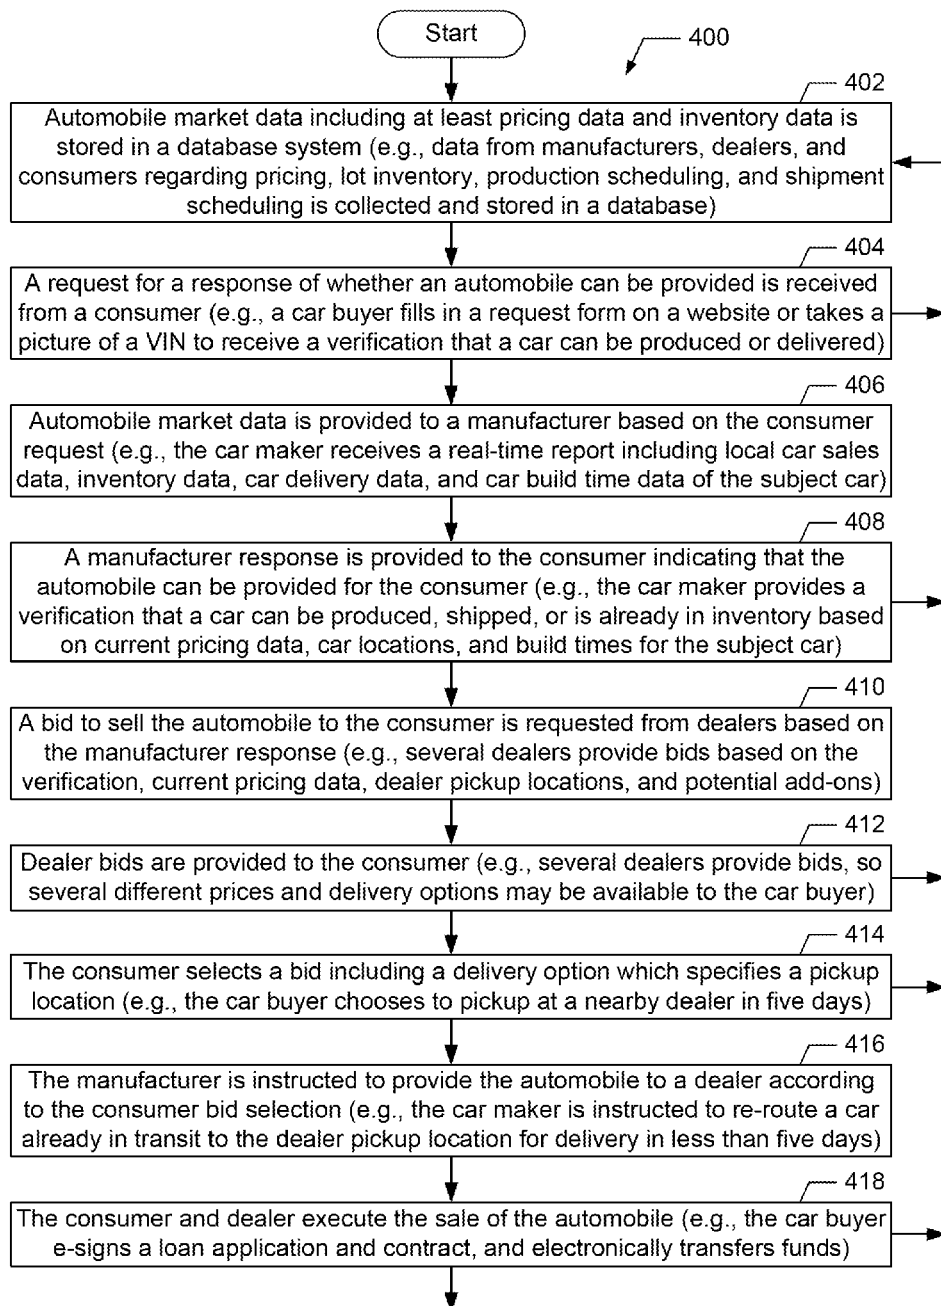 Start
400
402
Automobile market data including at least pricing data and inventory data is
stored in a database system (e.g., data from manufacturers, dealers, and
consumers regarding pricing, lot inventory, production scheduling, and shipment
scheduling is collected and stored in a database)
404
A request for a response of whether an automobile can be provided is received
from a consumer (e.g., a car buyer fills in a request form on a website or takes a
picture of a VIN to receive a verification that a car can be produced or delivered)
406
Automobile market data is provided to a manufacturer based on the consumer
request (e.g., the car maker receives a real-time report including local car sales
data, inventory data, car delivery data, and car build time data of the subject car)
408
A manufacturer response is provided to the consumer indicating that the
automobile can be provided for the consumer (e.g., the car maker provides a
verification that a car can be produced, shipped, or is already in inventory based
on current pricing data, car locations, and build times for the subject car)
410
A bid to sell the automobile to the consumer is requested from dealers based on
the manufacturer response (e.g., several dealers provide bids based on the
verification, current pricing data, dealer pickup locations, and potential add-ons)
412
Dealer bids are provided to the consumer (e.g., several dealers provide bids, so
several different prices and delivery options may be available to the car buyer)
414
The consumer selects a bid including a delivery option which specifies a pickup
location (e.g., the car buyer chooses to pickup at a nearby dealer in five days)
416
The manufacturer is instructed to provide the automobile to a dealer according
to the consumer bid selection (e.g., the car maker is instructed to re-route a car
already in transit to the dealer pickup location for delivery in less than five days)
418
The consumer and dealer execute the sale of the automobile (e.g., the car buyer
e-signs a loan application and contract, and electronically transfers funds)